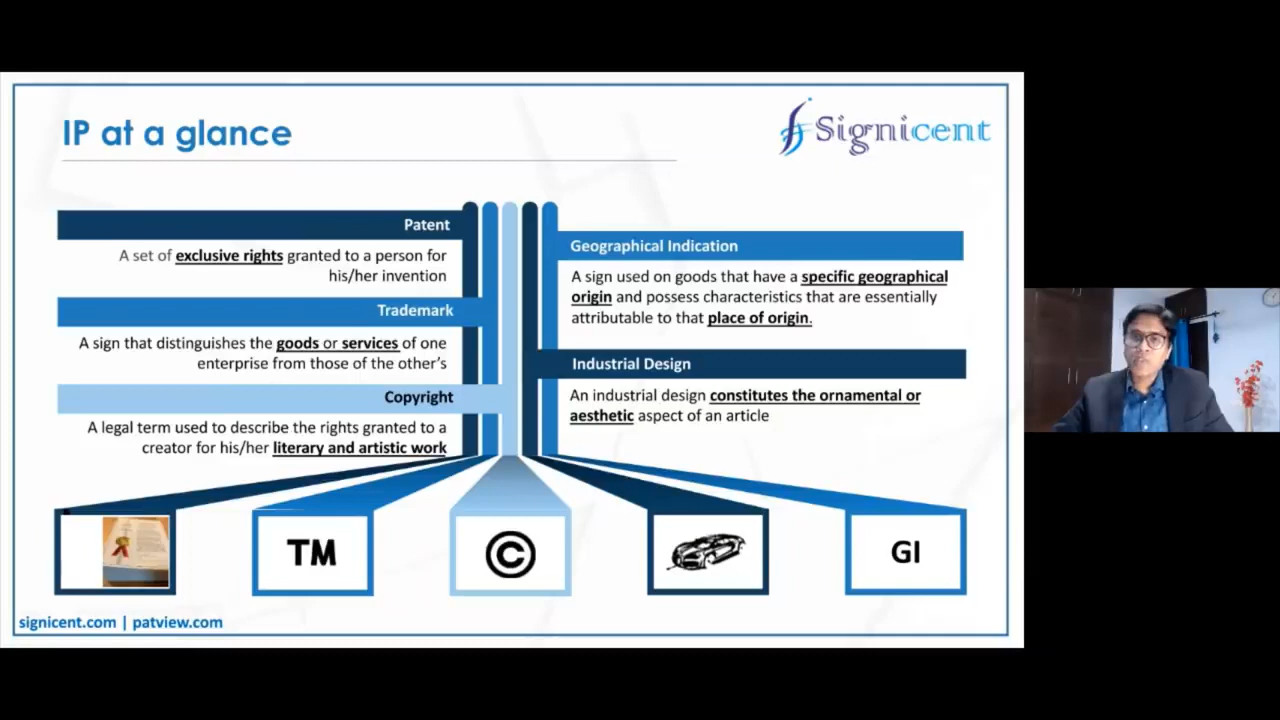 IP at a glance
Signicent
Patent
A set of exclusive rights granted to a person for
his/her invention
Trademark
A sign that distinguishes the goods or services of one
enterprise from those of the other's
Copyright
A legal term used to describe the rights granted to a
creator for his/her literary and artistic work
Geographical Indication
A sign used on goods that have a specific geographical
origin and possess characteristics that are essentially
attributable to that place of origin.
Industrial Design
An industrial design constitutes the ornamental or
aesthetic aspect of an article
TM
©
GI
signicent.com | patview.com